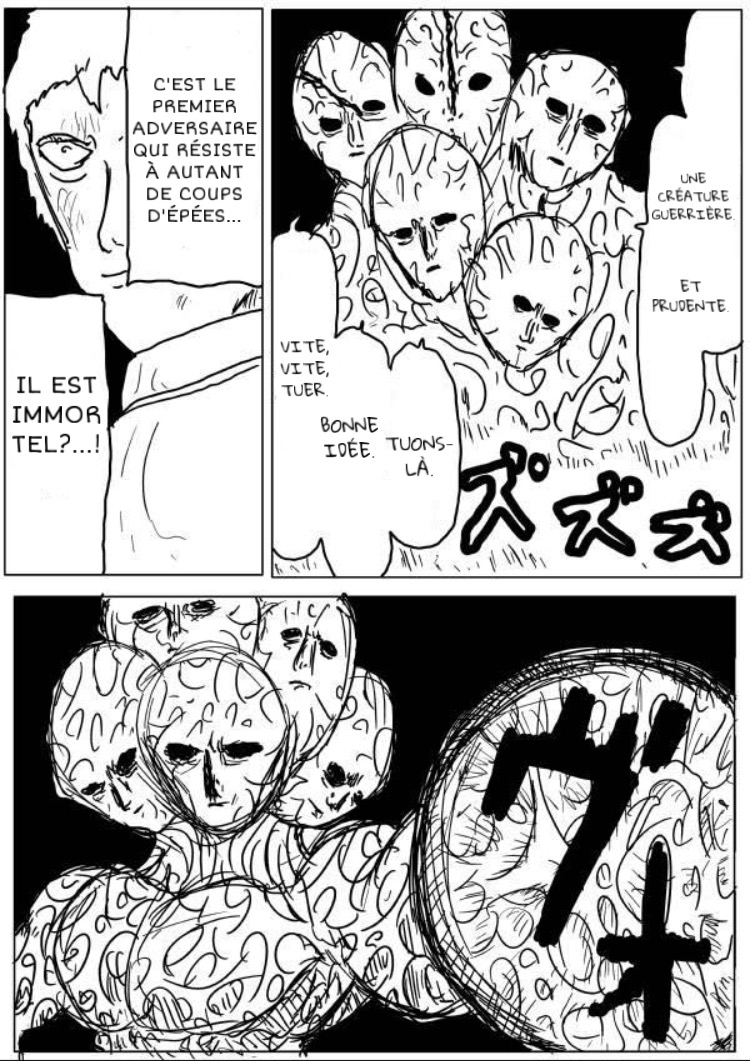 UNE
CRÉATURE
GUERRIÈRE.
ET
PRUDENTE.
TUONS-
LÀ.
BONNE
IDÉE.
VITE,
VITE,
TUER.
ズズズ
C'EST LE
PREMIER
ADVERSAIRE
QUI RÉSISTE
À AUTANT
DE COUPS
D'ÉPÉES...
IL EST
IMMOR
TEL?...!
ヴォ